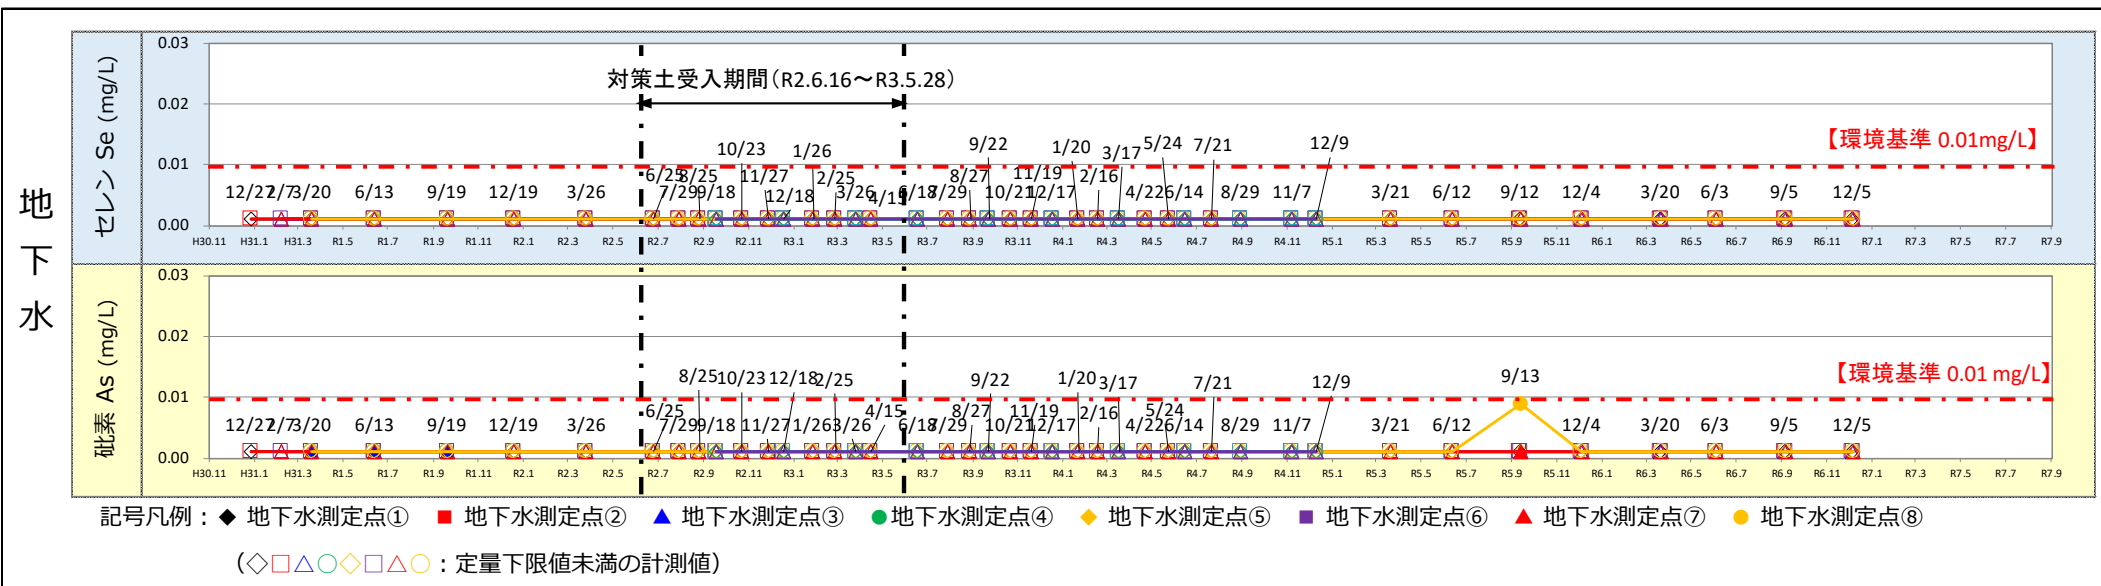 地下水
セレン Se (mg/L)
0.03
0.02
0.01
0.00
対策土受入期間(R2.6.16～R3.5.28)
【環境基準 0.01mg/L】
10/23 1/26 9/22 1/20 3/17 5/24 7/21 12/9
6/25 8/25 11/27 2/25 8/27 11/19 2/16
12/27 2/7 3/20 6/13 9/19 12/19 3/26 7/29 9/18 12/18 3/26 4/15 6/18 7/29 10/21 12/17 4/22 6/14 8/29 11/7 3/21 6/12 9/12 12/4 3/20 6/3 9/5 12/5
H30.11 H31.1 H31.3 R1.5 R1.7 R1.9 R1.11 R2.1 R2.3 R2.5 R2.7 R2.9 R2.11 R3.1 R3.3 R3.5 R3.7 R3.9 R3.11 R4.1 R4.3 R4.5 R4.7 R4.9 R4.11 R5.1 R5.3 R5.5 R5.7 R5.9 R5.11 R6.1 R6.3 R6.5 R6.7 R6.9 R6.11 R7.1 R7.3 R7.5 R7.7 R7.9
砒素 As (mg/L)
0.03
0.02
0.01
0.00
【環境基準 0.01 mg/L】
8/25 10/23 12/18 2/25 9/22 1/20 3/17 7/21 12/9 9/13
6/25 4/15 8/27 11/19 2/16 5/24
12/27 2/7 3/20 6/13 9/19 12/19 3/26 7/29 9/18 11/27 1/26 3/26 6/18 7/29 10/21 12/17 4/22 6/14 8/29 11/7 3/21 6/12 12/4 3/20 6/3 9/5 12/5
H30.11 H31.1 H31.3 R1.5 R1.7 R1.9 R1.11 R2.1 R2.3 R2.5 R2.7 R2.9 R2.11 R3.1 R3.3 R3.5 R3.7 R3.9 R3.11 R4.1 R4.3 R4.5 R4.7 R4.9 R4.11 R5.1 R5.3 R5.5 R5.7 R5.9 R5.11 R6.1 R6.3 R6.5 R6.7 R6.9 R6.11 R7.1 R7.3 R7.5 R7.7 R7.9
記号凡例：◆ 地下水測定点① ■ 地下水測定点② ▲ 地下水測定点③ ● 地下水測定点④ ◆ 地下水測定点⑤ ■ 地下水測定点⑥ ▲ 地下水測定点⑦ ● 地下水測定点⑧
（◇□△○◇□△○：定量下限値未満の計測値）